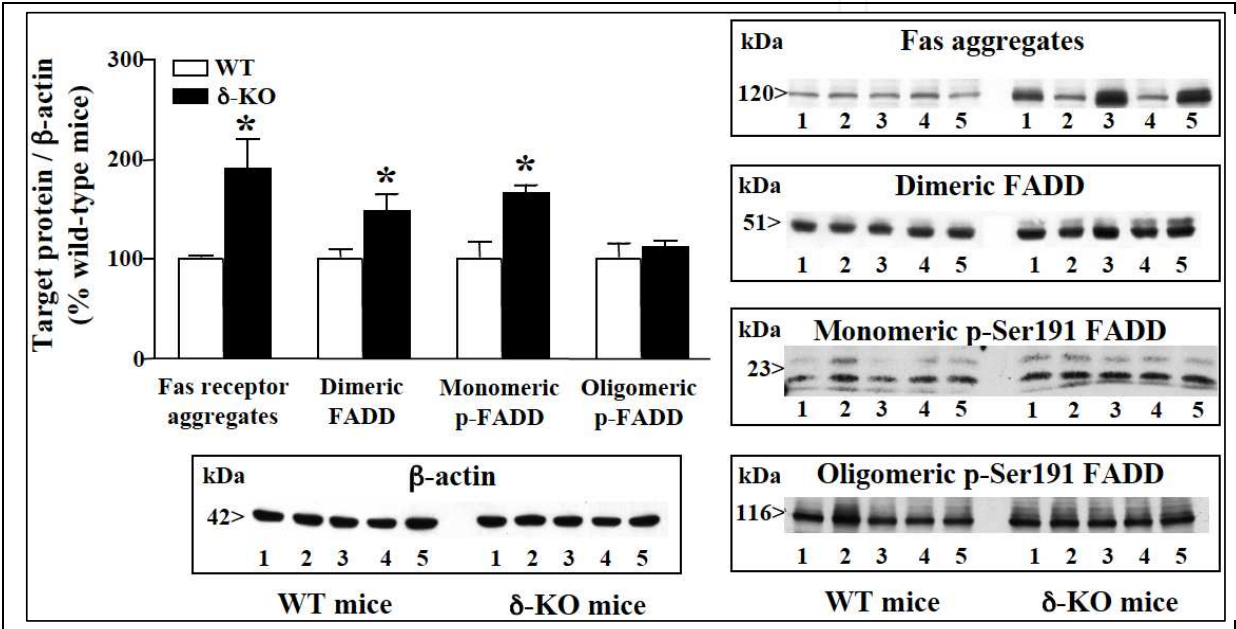 Target protein / β-actin
(% wild-type mice)
300
200
100
0
WT
δ-KO
*
*
*
Fas receptor
aggregates
Dimeric
FADD
Monomeric
p-FADD
Oligomeric
p-FADD
kDa
β-actin
42>
1 2 3 4 5 1 2 3 4 5
WT mice δ-KO mice
kDa
Fas aggregates
120>
1 2 3 4 5 1 2 3 4 5
kDa
Dimeric FADD
51>
1 2 3 4 5 1 2 3 4 5
kDa
Monomeric p-Ser191 FADD
23>
1 2 3 4 5 1 2 3 4 5
kDa
Oligomeric p-Ser191 FADD
116>
1 2 3 4 5 1 2 3 4 5
WT mice δ-KO mice